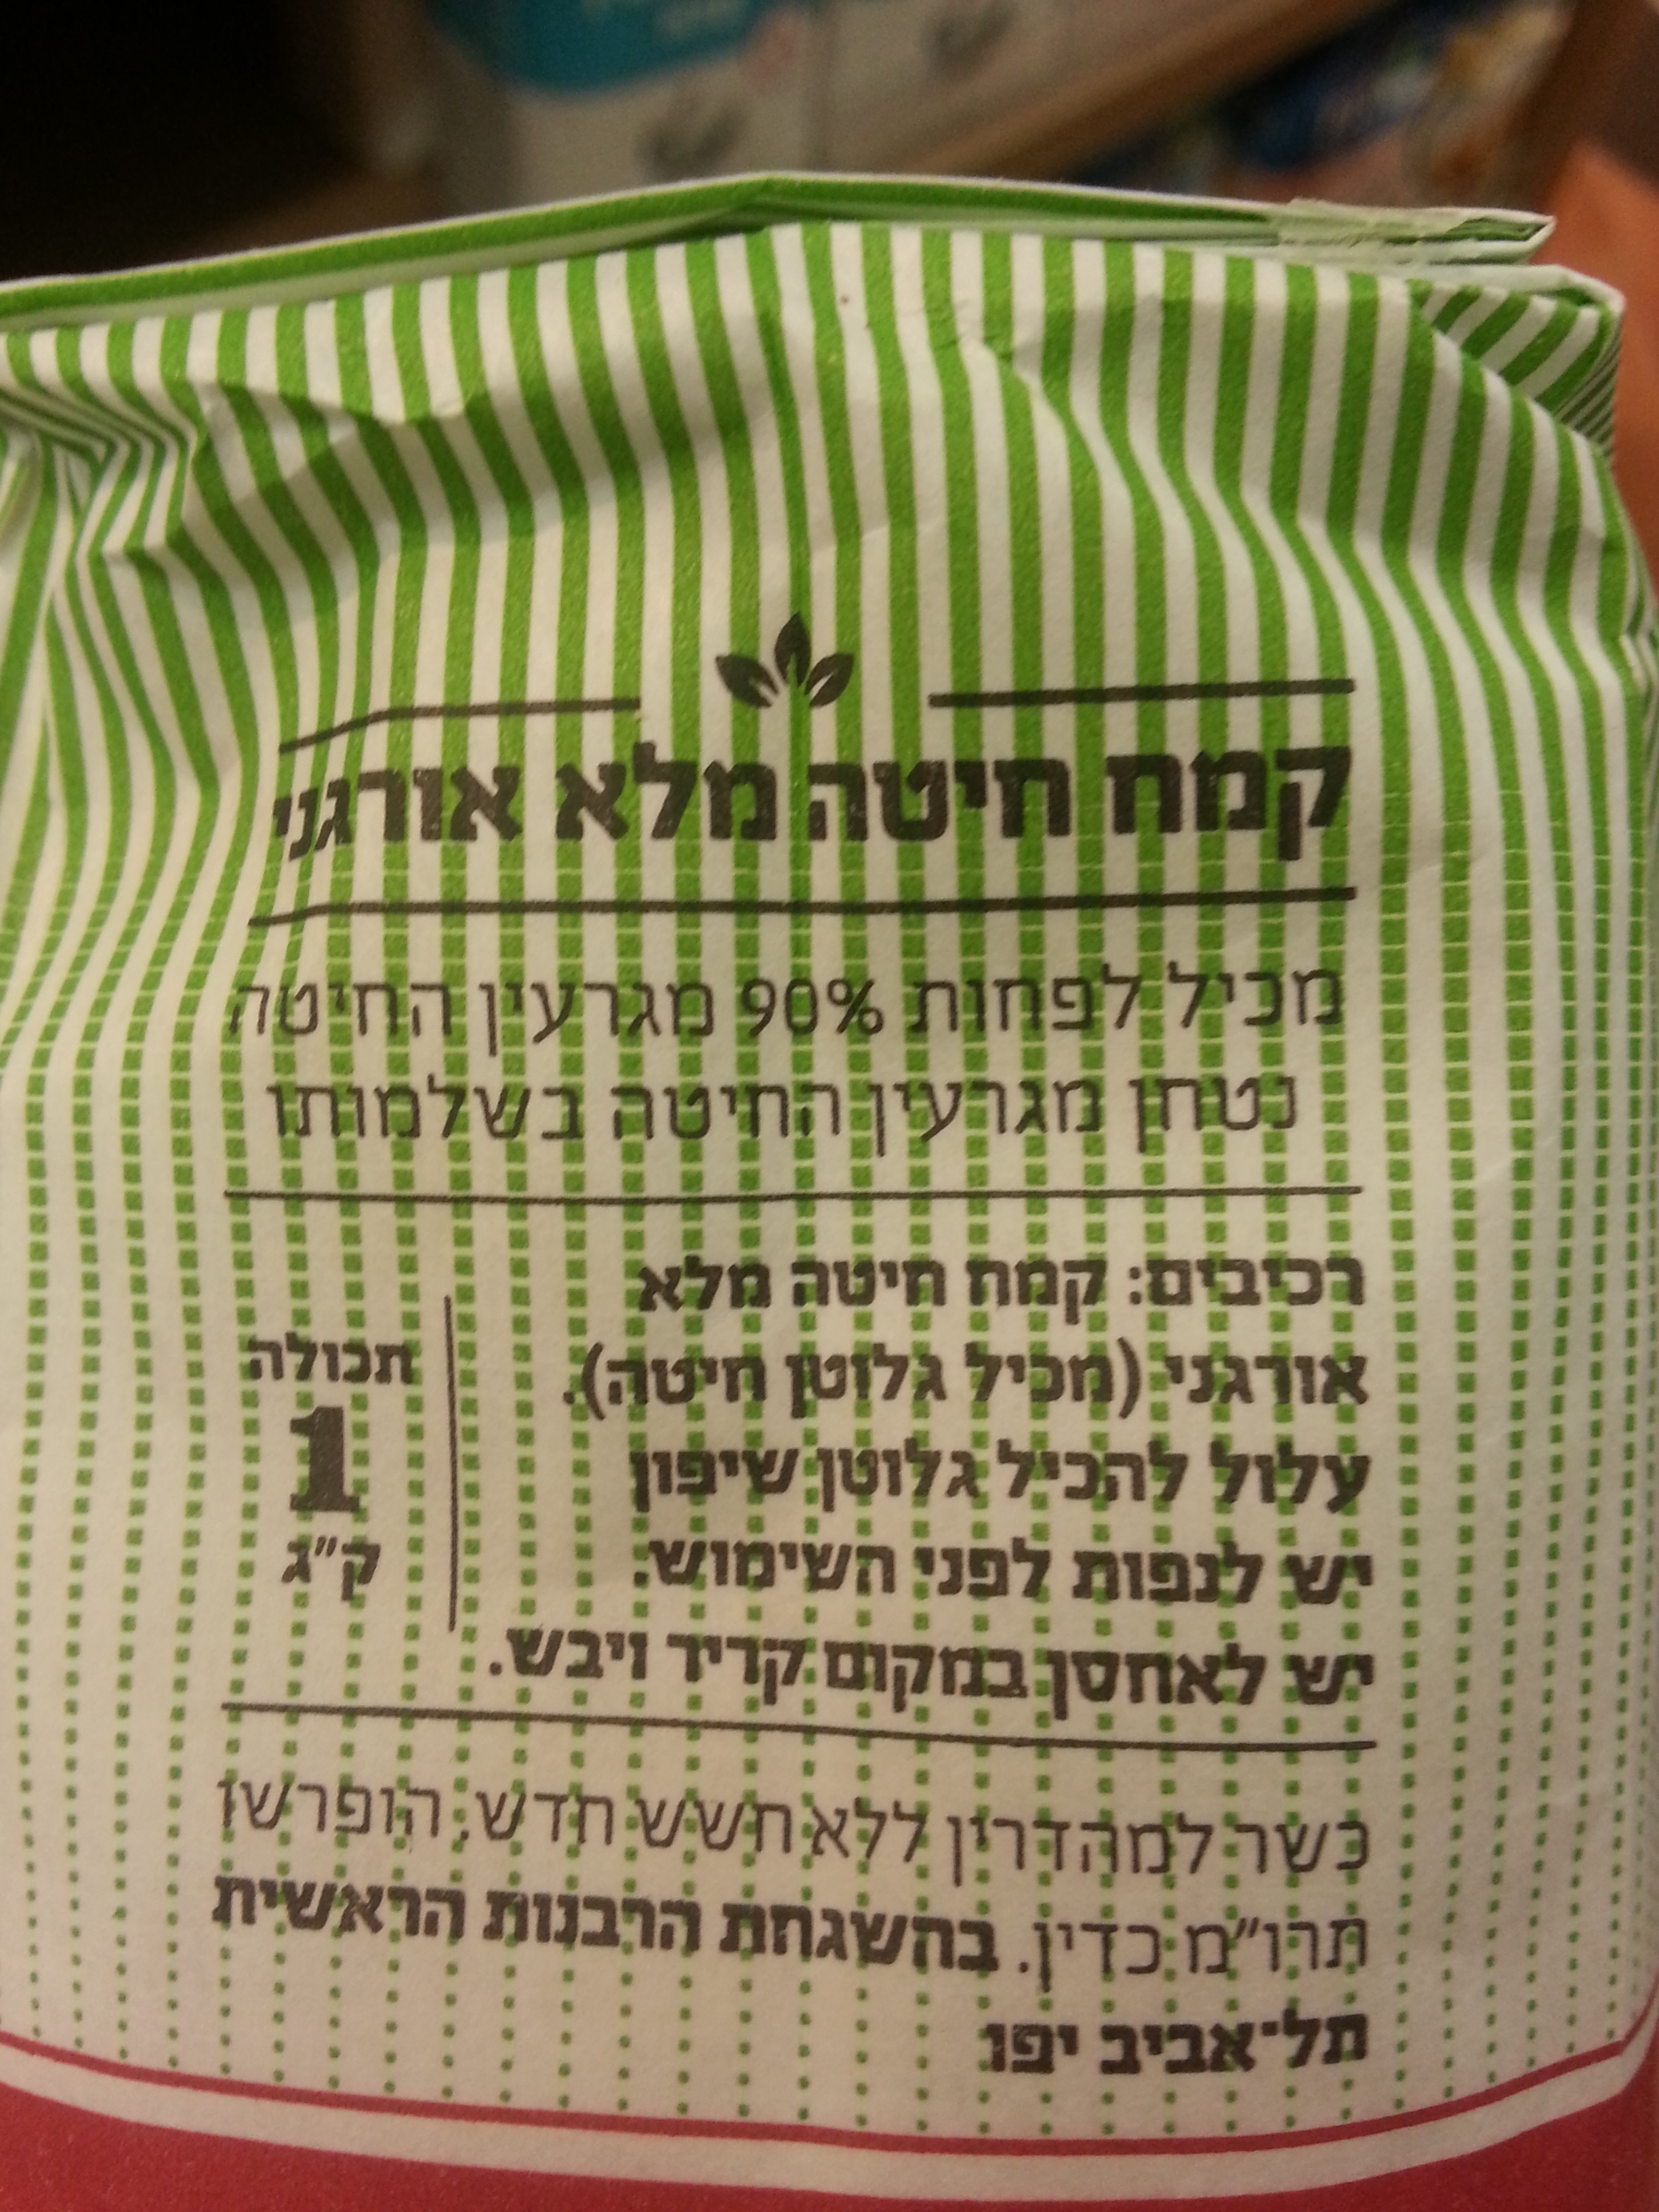 קמח חיטה מלא אורגני
מכיל לפחות 90% מגרעין החיטה
נטחן מגרעין החיטה בשלמותו
רכיבים: קמח חיטה מלא
אורגני (מכיל גלוטן חיטה).
עלול להכיל גלוטן שיפון
יש לנפות לפני השימוש.
יש לאחסן במקום קריר ויבש.
תכולה
1
ק"ג
כשר למהדרין ללא חשש חדש. הופרשו
תרו"מ כדין. בהשגחת הרבנות הראשית
תל-אביב יפו